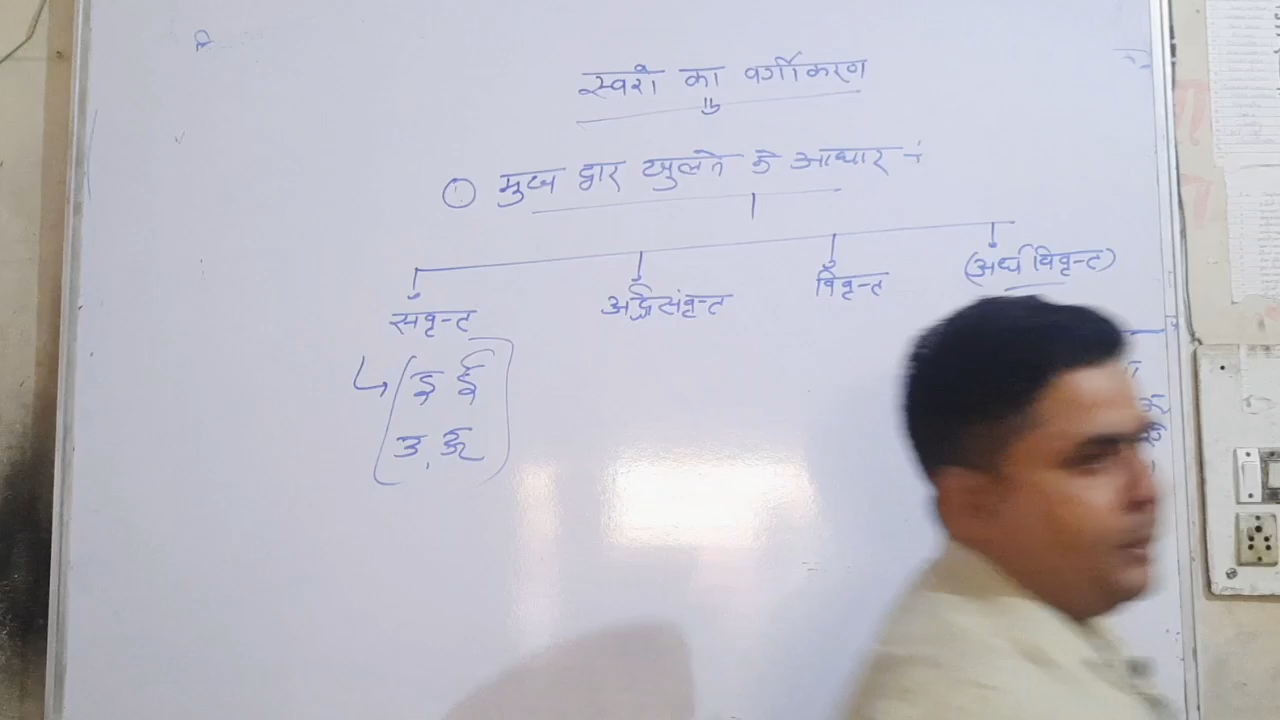 स्वरो का वर्गीकरण
① मुख द्वार खुलने के आधार ÷
संवृन्त अर्द्धसंवृन्त विवृन्त (अर्ध विवृन्त)
इ ई
उ, ऊ